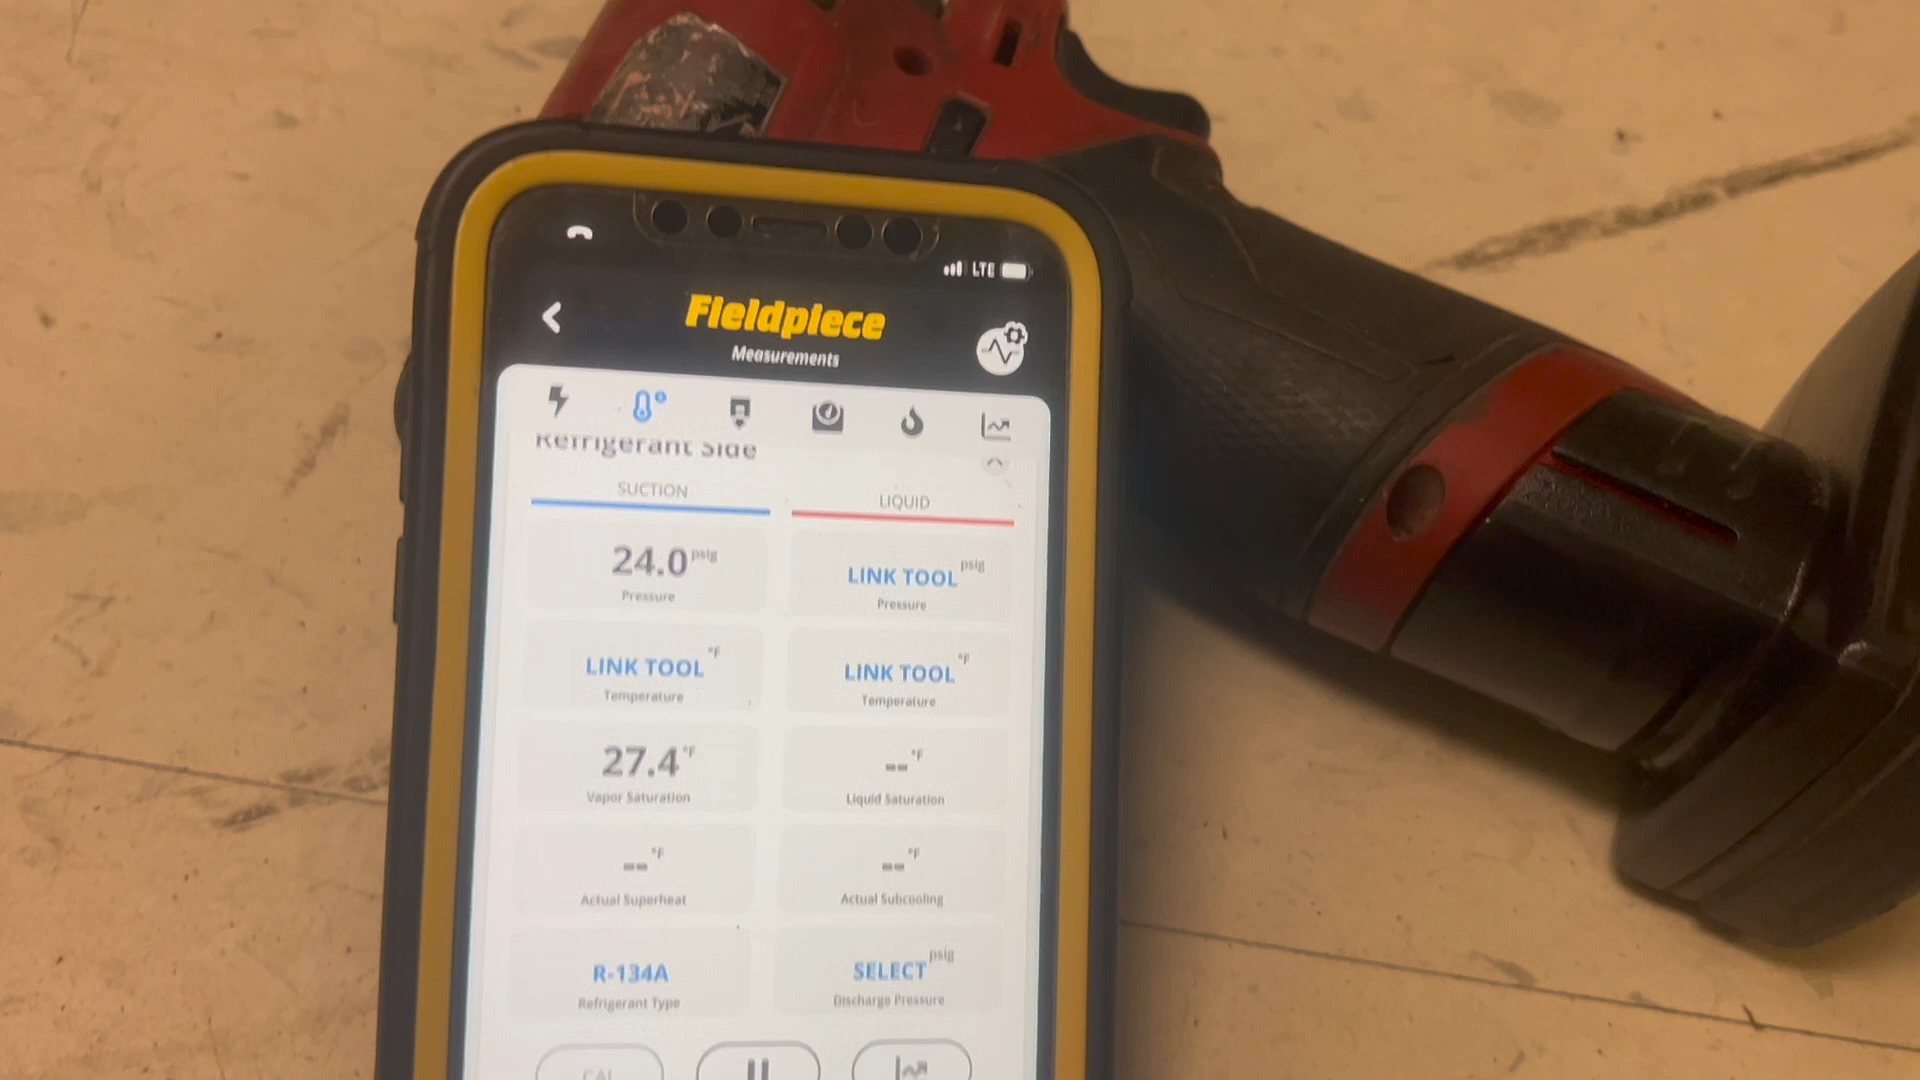 LTE
Fieldpiece
Measurements
Refrigerant Side
SUCTION
LIQUID
24.0 psig
Pressure
LINK TOOL psig
Pressure
LINK TOOL °F
Temperature
LINK TOOL °F
Temperature
27.4 °F
Vapor Saturation
-- °F
Liquid Saturation
-- °F
Actual Superheat
-- °F
Actual Subcooling
R-134A
Refrigerant Type
SELECT psig
Discharge Pressure
CAL